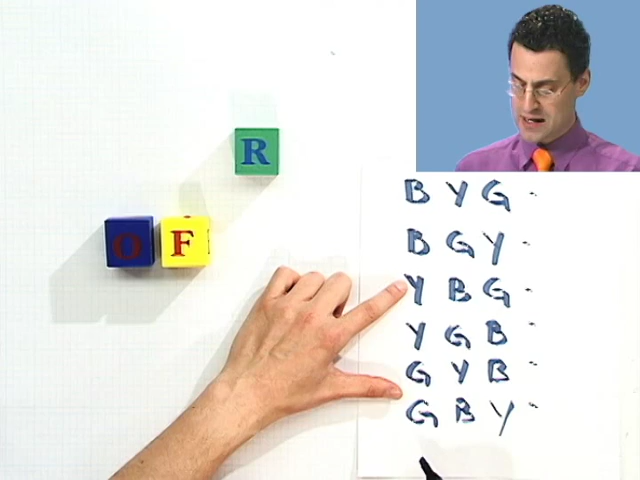 R
O F
B Y G
B G Y
Y B G
Y G B
G Y B
G B Y